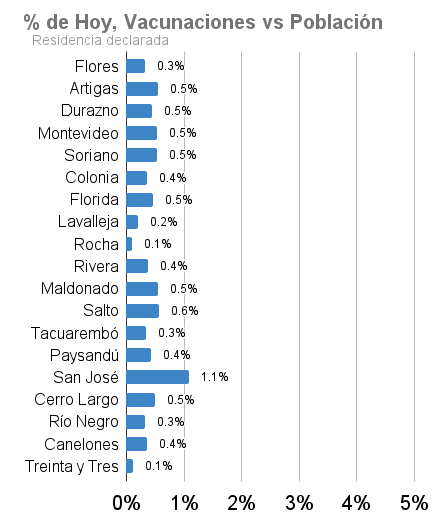 % de Hoy, Vacunaciones vs Población
Residencia declarada
Flores 0.3%
Artigas 0.5%
Durazno 0.5%
Montevideo 0.5%
Soriano 0.5%
Colonia 0.4%
Florida 0.5%
Lavalleja 0.2%
Rocha 0.1%
Rivera 0.4%
Maldonado 0.5%
Salto 0.6%
Tacuarembó 0.3%
Paysandú 0.4%
San José 1.1%
Cerro Largo 0.5%
Río Negro 0.3%
Canelones 0.4%
Treinta y Tres 0.1%
0% 1% 2% 3% 4% 5%